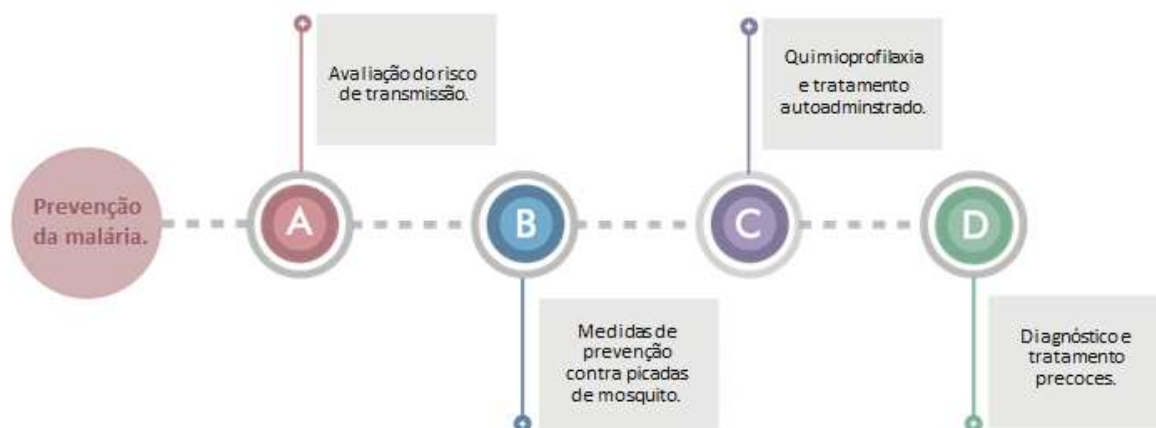 Prevenção
da malária.
A
Avaliação do risco
de transmissão.
B
Medidas de
prevenção
contra picadas
de mosquito.
C
Quimioprofilaxia
e tratamento
autoadminstrado.
D
Diagnóstico e
tratamento
precoces.